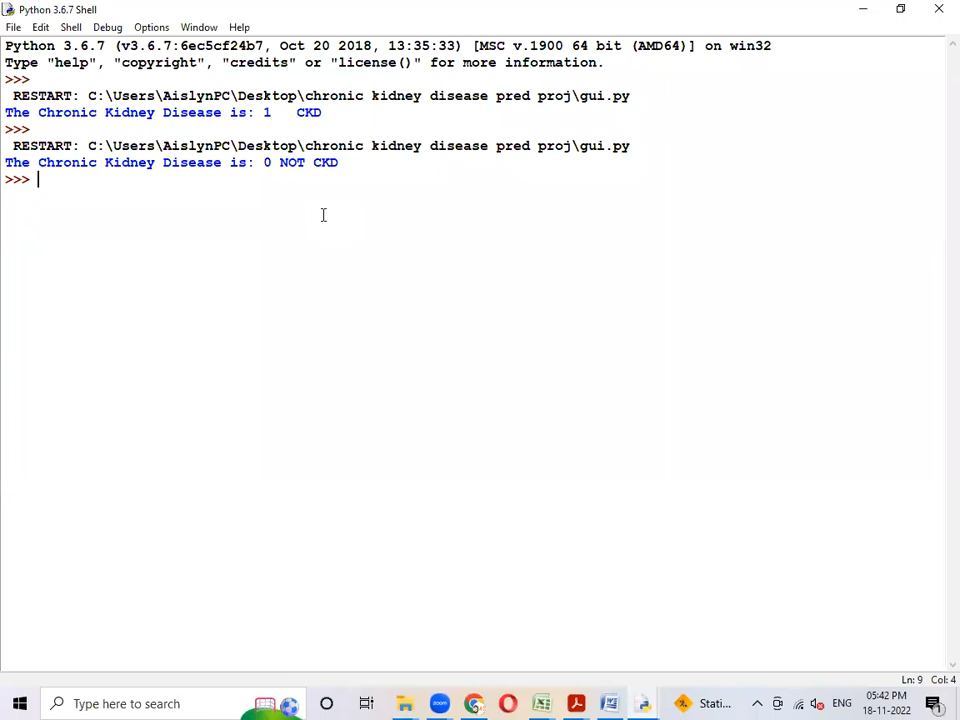 Python 3.6.7 Shell
File Edit Shell Debug Options Window Help
Python 3.6.7 (v3.6.7:6ec5cf24b7, Oct 20 2018, 13:35:33) [MSC v.1900 64 bit (AMD64)] on win32
Type "help", "copyright", "credits" or "license()" for more information.
>>>
RESTART: C:\Users\AislynPC\Desktop\chronic kidney disease pred proj\gui.py
The Chronic Kidney Disease is: 1 CKD
>>>
RESTART: C:\Users\AislynPC\Desktop\chronic kidney disease pred proj\gui.py
The Chronic Kidney Disease is: 0 NOT CKD
>>>
Ln: 9 Col: 4
Type here to search
zoom
Stati...
ENG
05:42 PM
18-11-2022
1